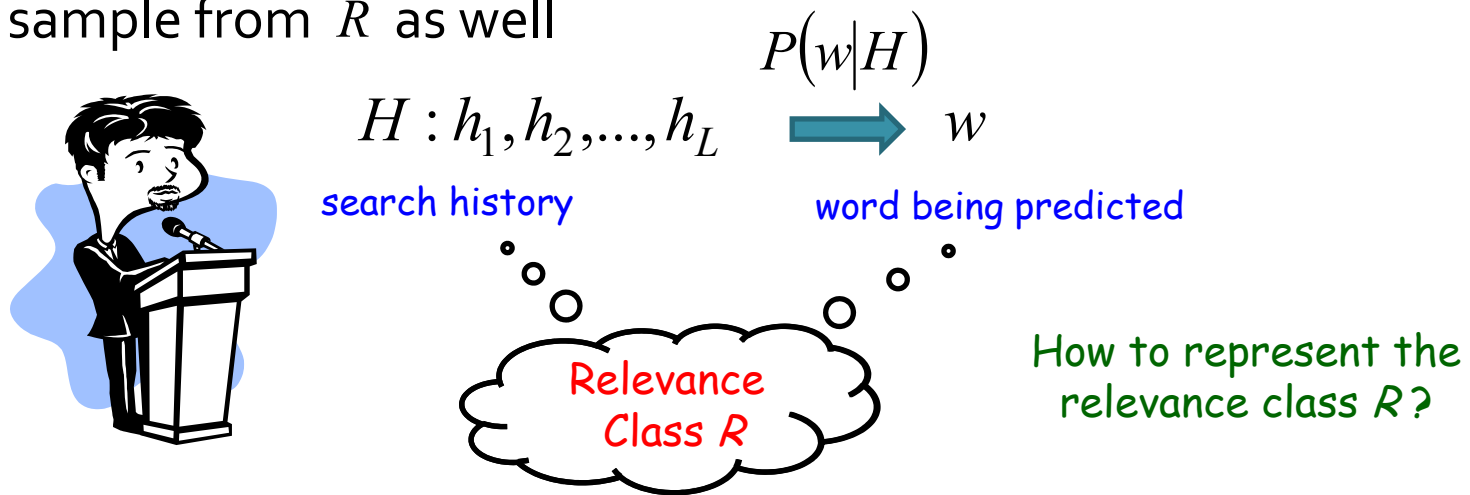 sample from R as well
P(w|H)
H : h₁, h₂,..., h_L w
search history word being predicted
Relevance
Class R
How to represent the
relevance class R ?